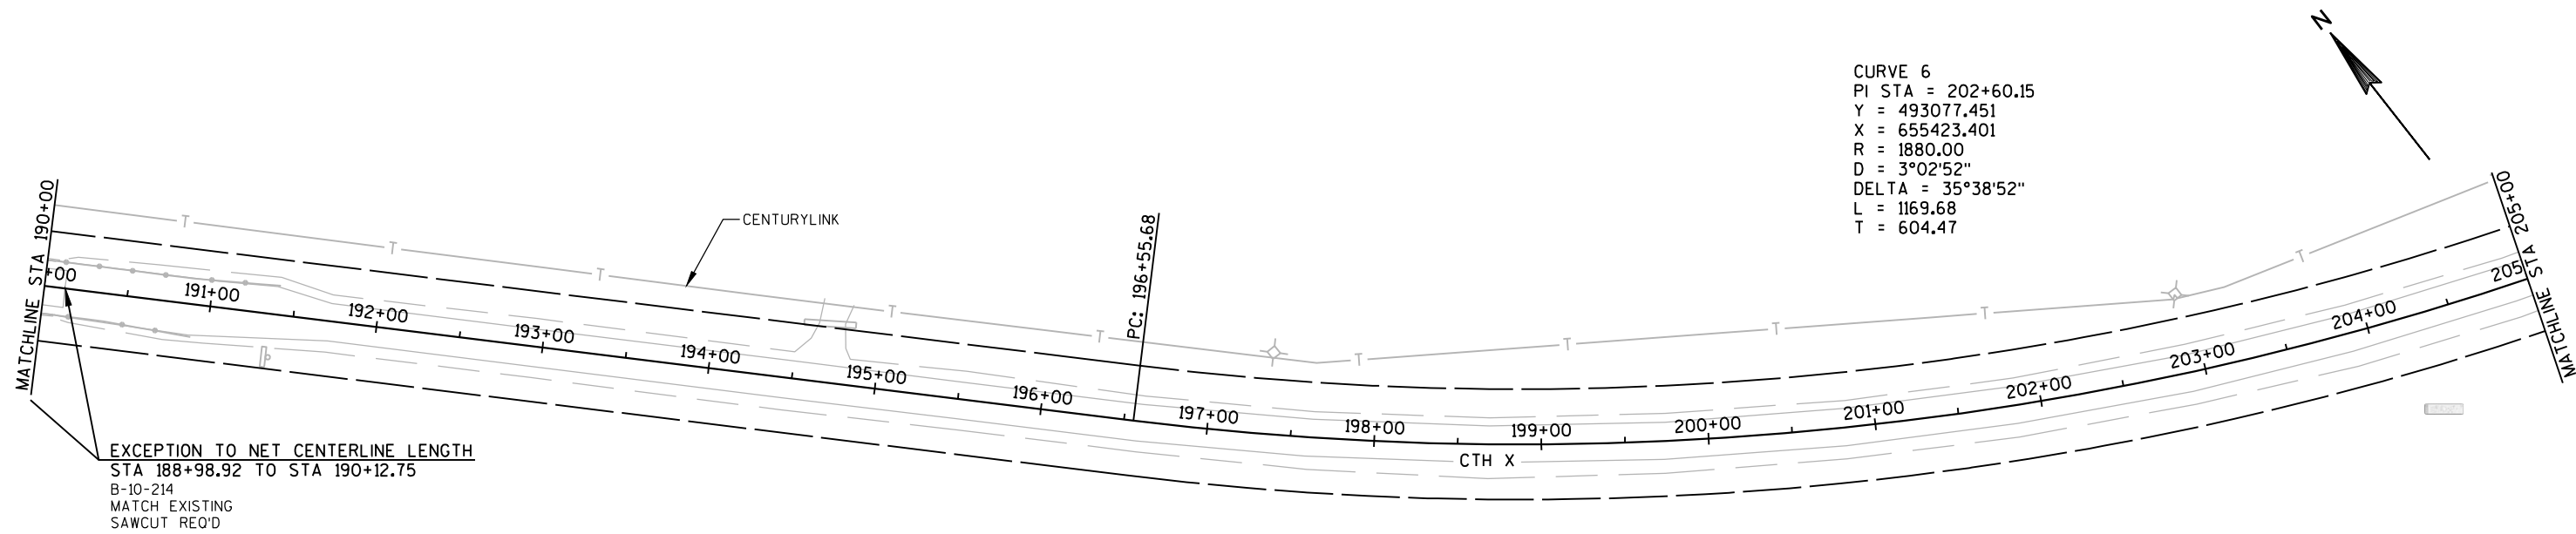 N
CURVE 6
PI STA = 202+60.15
Y = 493077.451
X = 655423.401
R = 1880.00
D = 3°02'52"
DELTA = 35°38'52"
L = 1169.68
T = 604.47
MATCHLINE STA 190+00
T
T
T
T
T
T
T
T
T
T
T
CENTURYLINK
PC: 196+55.68
+00
191+00
192+00
193+00
194+00
195+00
196+00
197+00
198+00
199+00
200+00
201+00
202+00
203+00
204+00
205
MATCHLINE STA 205+00
CTH X
EXCEPTION TO NET CENTERLINE LENGTH
STA 188+98.92 TO STA 190+12.75
B-10-214
MATCH EXISTING
SAWCUT REQ'D